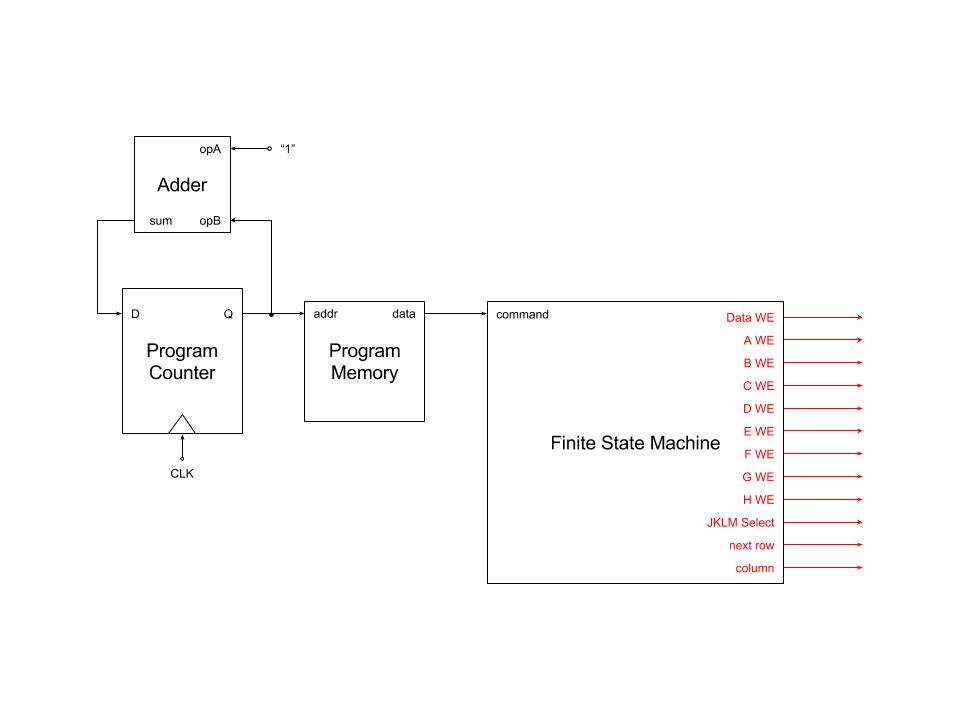 opA
“1”
Adder
sum
opB
D
Q
Program
Counter
CLK
addr
data
Program
Memory
command
Finite State Machine
Data WE
A WE
B WE
C WE
D WE
E WE
F WE
G WE
H WE
JKLM Select
next row
column